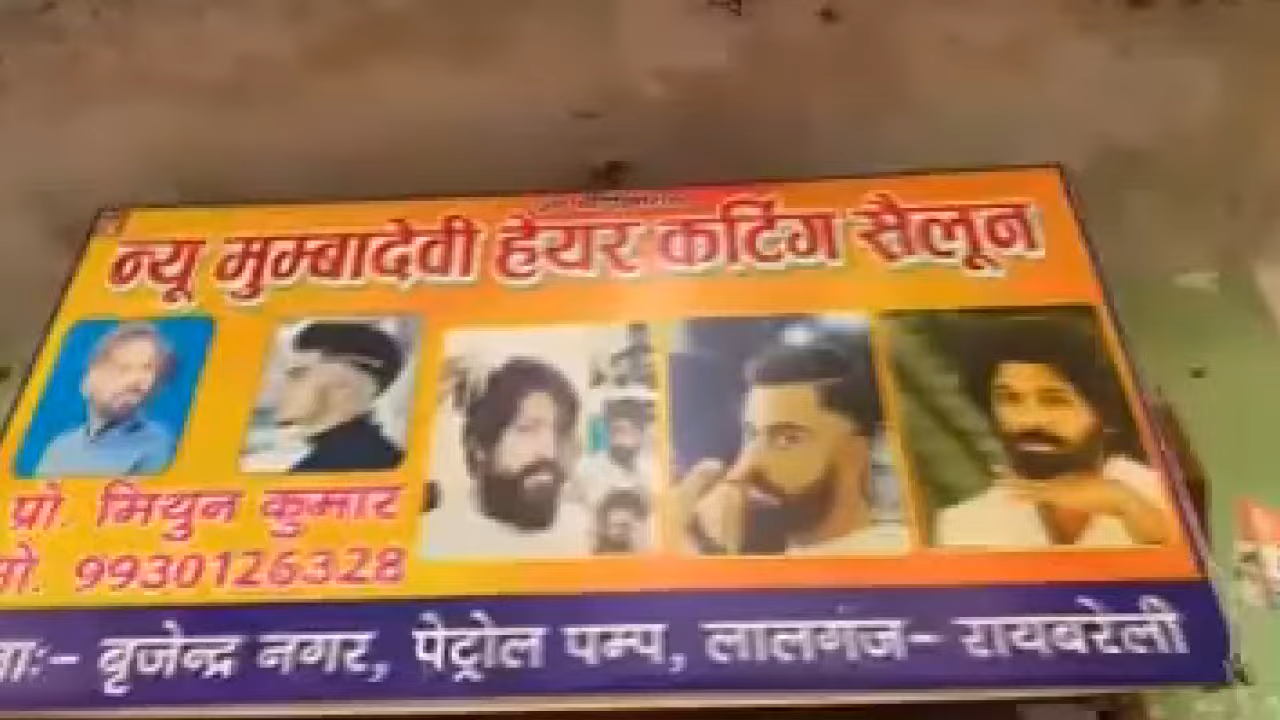 न्यू मुम्बादेवी हेयर कटिंग सैलून
प्रो. मिथुन कुमार
मो. 9930126328
बृजेन्द्र नगर, पेट्रोल पम्प, लालगंज- रायबरेली